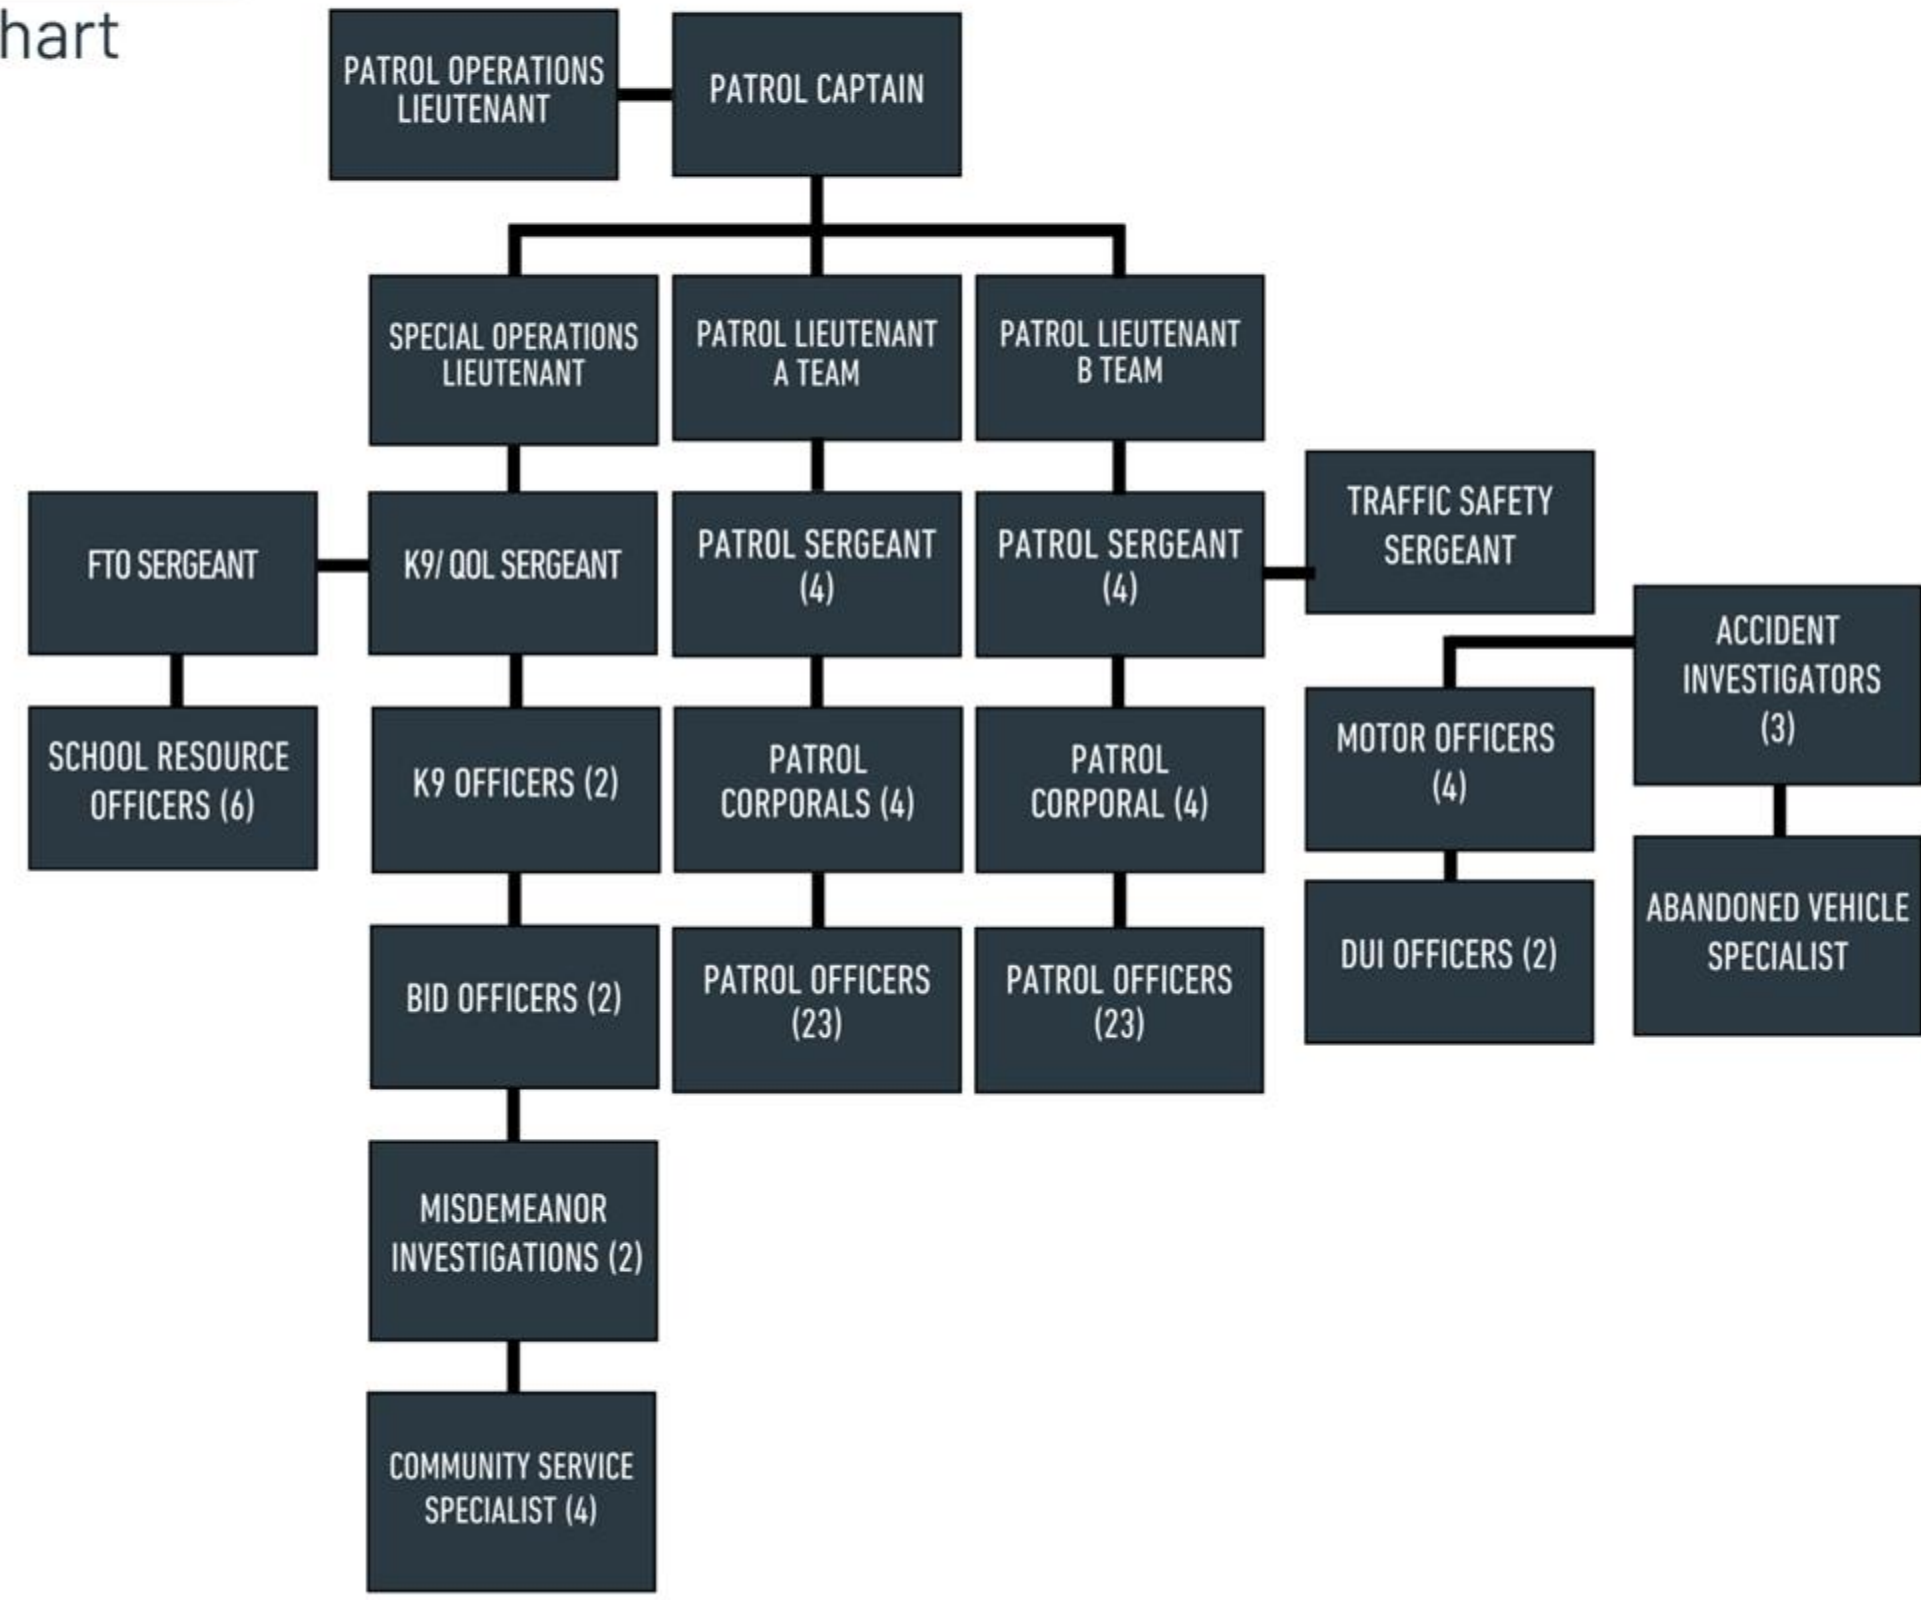 hart
PATROL OPERATIONS
LIEUTENANT
PATROL CAPTAIN
SPECIAL OPERATIONS
LIEUTENANT
PATROL LIEUTENANT
A TEAM
PATROL LIEUTENANT
B TEAM
FTO SERGEANT
K9/ QOL SERGEANT
PATROL SERGEANT
(4)
PATROL SERGEANT
(4)
TRAFFIC SAFETY
SERGEANT
ACCIDENT
INVESTIGATORS
(3)
SCHOOL RESOURCE
OFFICERS (6)
K9 OFFICERS (2)
PATROL
CORPORALS (4)
PATROL
CORPORAL (4)
MOTOR OFFICERS
(4)
BID OFFICERS (2)
PATROL OFFICERS
(23)
PATROL OFFICERS
(23)
DUI OFFICERS (2)
ABANDONED VEHICLE
SPECIALIST
MISDEMEANOR
INVESTIGATIONS (2)
COMMUNITY SERVICE
SPECIALIST (4)